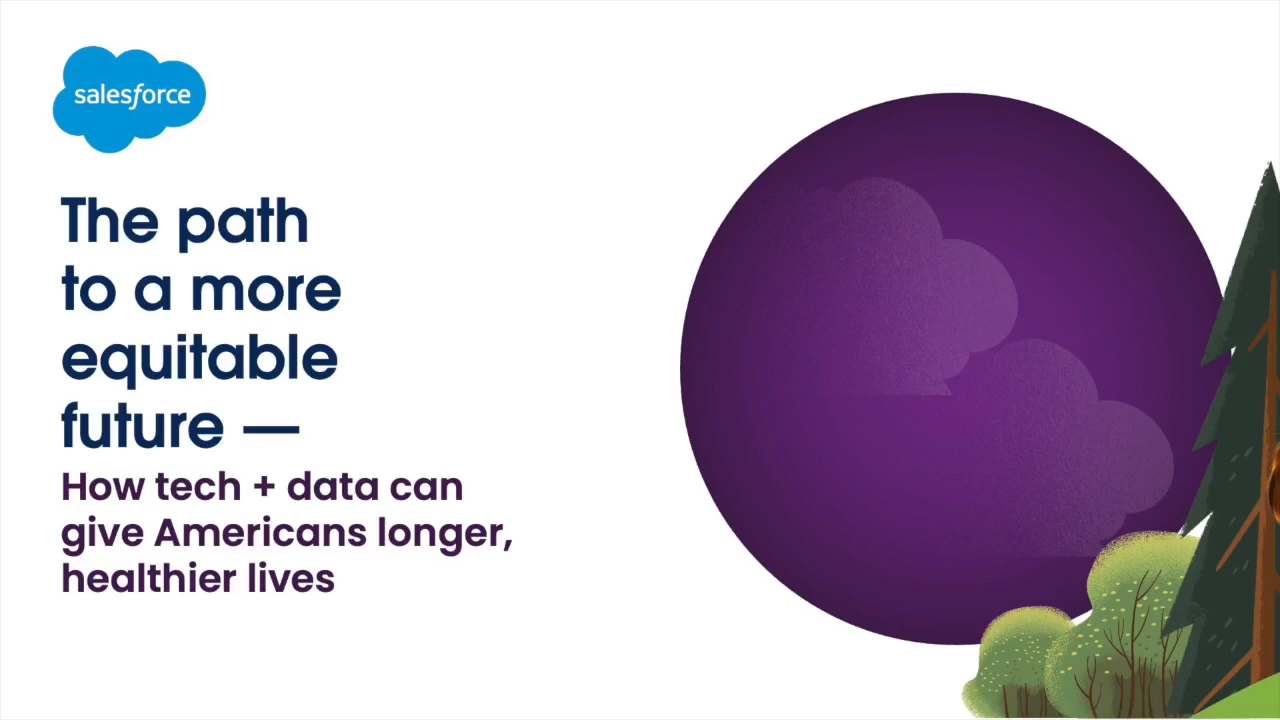 salesforce
The path
to a more
equitable
future —
How tech + data can
give Americans longer,
healthier lives